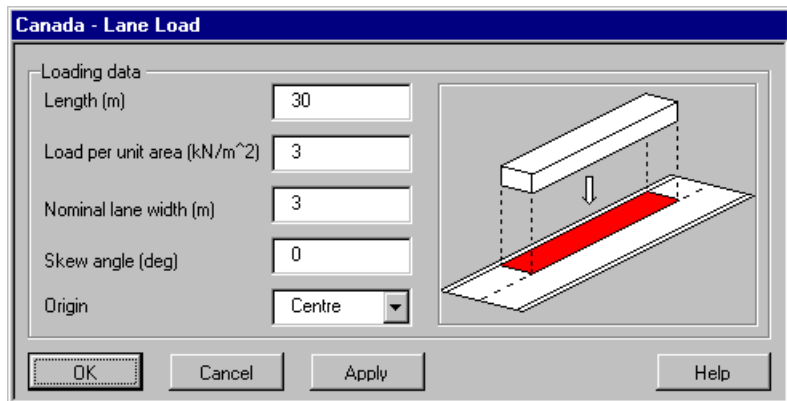 Canada - Lane Load
Loading data
Length (m) 30
Load per unit area (kN/m^2) 3
Nominal lane width (m) 3
Skew angle (deg) 0
Origin Centre
OK Cancel Apply Help